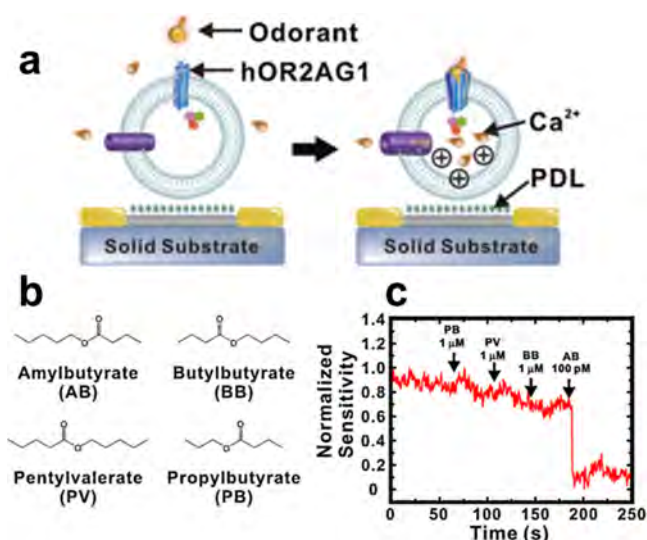 a
Odorant
hOR2AG1
Ca2+
PDL
Solid Substrate
Solid Substrate
b
Amylbutyrate
(AB)
Butylbutyrate
(BB)
Pentylvalerate
(PV)
Propylbutyrate
(PB)
c
Normalized
Sensitivity
1.4
1.2
1.0
0.8
0.6
0.4
0.2
0
PB
1 μM
PV
1 μM
BB
1 μM
AB
100 pM
0 50 100 150 200 250
Time (s)
O
O
O
O
O
O
O
O